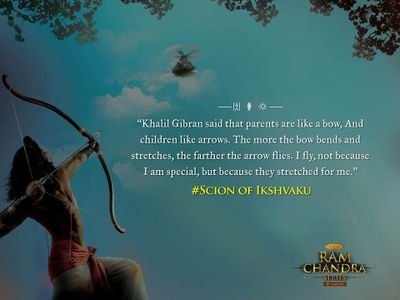 “Khalil Gibran said that parents are like a bow, And
children like arrows. The more the bow bends and
stretches, the farther the arrow flies. I fly, not because
I am special, but because they stretched for me.”
#Scion of Ikshvaku
RAM
CHANDRA
SERIES